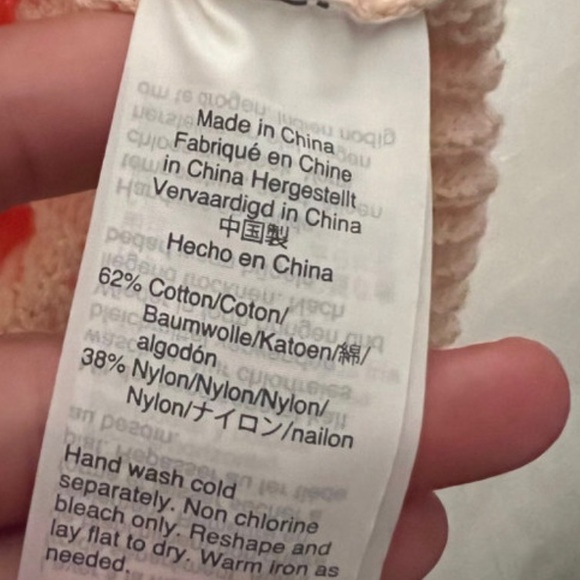 Made in China
Fabriqué en Chine
in China Hergestellt
Vervaardigd in China
中国製
Hecho en China
62% Cotton/Coton/
Baumwolle/Katoen/綿/
algodón
38% Nylon/Nylon/Nylon/
Nylon/ナイロン/nailon
Hand wash cold
separately. Non chlorine
bleach only. Reshape and
lay flat to dry. Warm iron as
needed.